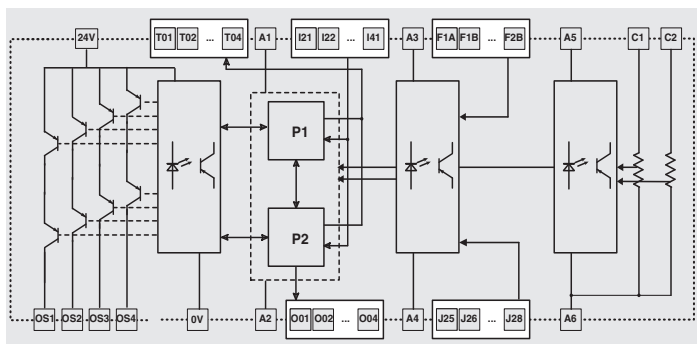 24V T01 T02 ... T04 A1 I21 I22 ... I41 A3 F1A F1B ... F2B A5 C1 C2
P1
P2
OS1 OS2 OS3 OS4 0V A2 O01 O02 ... O04 A4 J25 J26 ... J28 A6